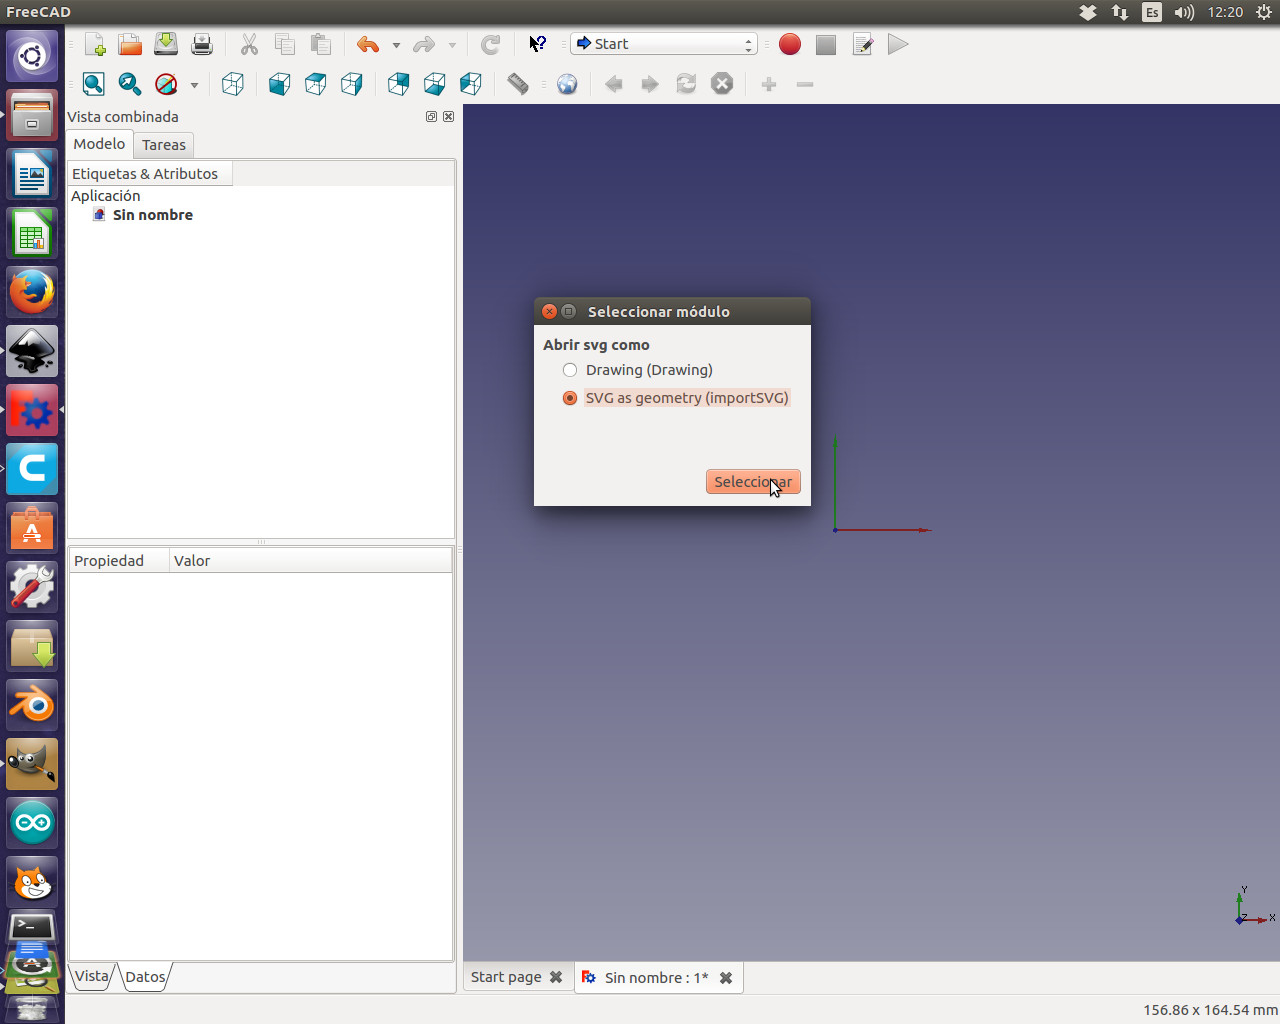 FreeCAD
Es
12:20
Start
Vista combinada
Modelo
Tareas
Etiquetas & Atributos
Aplicación
Sin nombre
Seleccionar módulo
Abrir svg como
Drawing (Drawing)
SVG as geometry (importSVG)
Seleccionar
Propiedad
Valor
Y
Z
X
Vista
Datos
Start page
Sin nombre : 1*
156.86 x 164.54 mm